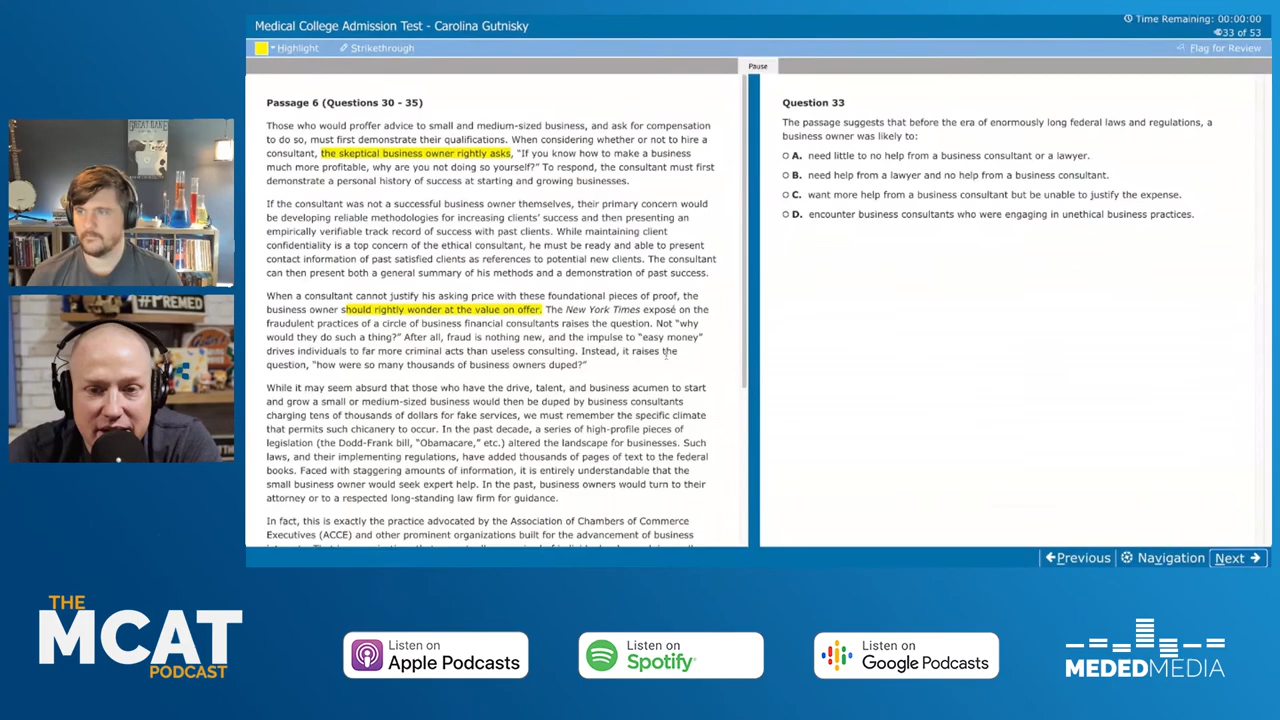 Medical College Admission Test - Carolina Gutnisky
Time Remaining: 00:00:00
33 of 53
Highlight
Strikethrough
Flag for Review
Pause
Passage 6 (Questions 30 - 35)
Those who would proffer advice to small and medium-sized business, and ask for compensation
to do so, must first demonstrate their qualifications. When considering whether or not to hire a
consultant, the skeptical business owner rightly asks, “If you know how to make a business
much more profitable, why are you not doing so yourself?” To respond, the consultant must first
demonstrate a personal history of success at starting and growing businesses.
If the consultant was not a successful business owner themselves, their primary concern would
be developing reliable methodologies for increasing clients’ success and then presenting an
empirically verifiable track record of success with past clients. While maintaining client
confidentiality is a top concern of the ethical consultant, he must be ready and able to present
contact information of past satisfied clients as references to potential new clients. The consultant
can then present both a general summary of his methods and a demonstration of past success.
When a consultant cannot justify his asking price with these foundational pieces of proof, the
business owner should rightly wonder at the value on offer. The New York Times exposé on the
fraudulent practices of a circle of business financial consultants raises the question. Not “why
would they do such a thing?” After all, fraud is nothing new, and the impulse to “easy money”
drives individuals to far more criminal acts than useless consulting. Instead, it raises the
question, “how were so many thousands of business owners duped?”
While it may seem absurd that those who have the drive, talent, and business acumen to start
and grow a small or medium-sized business would then be duped by business consultants
charging tens of thousands of dollars for fake services, we must remember the specific climate
that permits such chicanery to occur. In the past decade, a series of high-profile pieces of
legislation (the Dodd-Frank bill, “Obamacare,” etc.) altered the landscape for businesses. Such
laws, and their implementing regulations, have added thousands of pages of text to the federal
books. Faced with staggering amounts of information, it is entirely understandable that the
small business owner would seek expert help. In the past, business owners would turn to their
attorney or to a respected long-standing law firm for guidance.
In fact, this is exactly the practice advocated by the Association of Chambers of Commerce
Executives (ACCE) and other prominent organizations built for the advancement of business
Question 33
The passage suggests that before the era of enormously long federal laws and regulations, a
business owner was likely to:
A. need little to no help from a business consultant or a lawyer.
B. need help from a lawyer and no help from a business consultant.
C. want more help from a business consultant but be unable to justify the expense.
D. encounter business consultants who were engaging in unethical business practices.
Previous
Navigation
Next
#PREMED
THE
MCAT
PODCAST
Listen on
Apple Podcasts
Listen on
Spotify
Listen on
Google Podcasts
MEDEDMEDIA